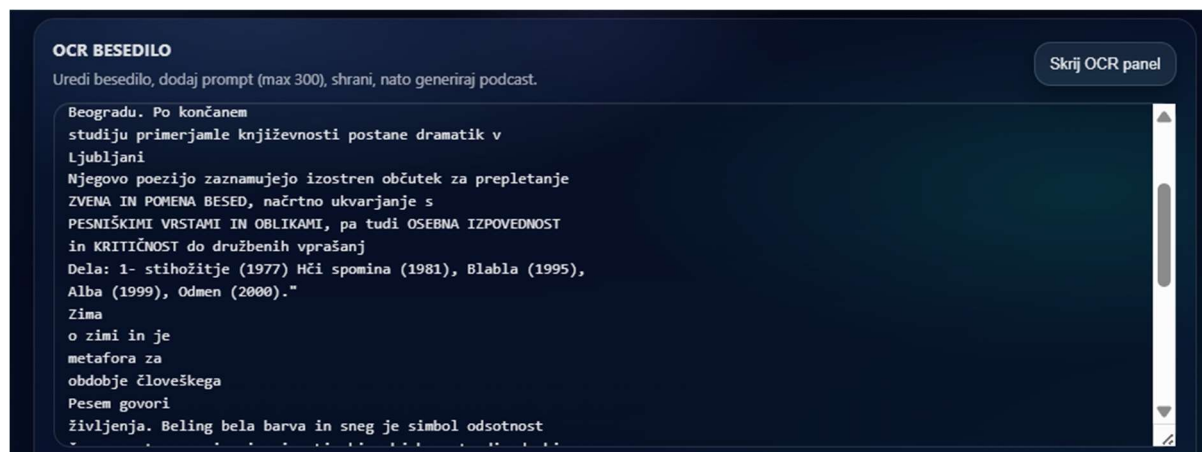 OCR BESEDILO
Skrij OCR panel
Uredi besedilo, dodaj prompt (max 300), shrani, nato generiraj podcast.
Beogradu. Po končanem
studiju primerjamle književnosti postane dramatik v
Ljubljani
Njegovo poezijo zaznamujejo izostren občutek za prepletanje
ZVENA IN POMENA BESED, načrtno ukvarjanje s
PESNIŠKIMI VRSTAMI IN OBLIKAMI, pa tudi OSEBNA IZPOVEDNOST
in KRITIČNOST do družbenih vprašanj
Dela: 1- stihožitje (1977) Hči spomina (1981), Blabla (1995),
Alba (1999), Odmen (2000)."
Zima
o zimi in je
metafora za
obdobje človeškega
Pesem govori
življenja. Beling bela barva in sneg je simbol odsotnost